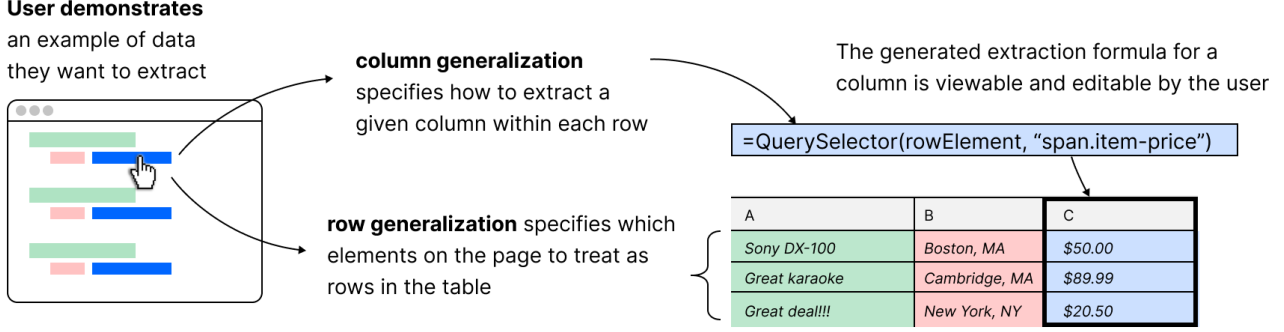 User demonstrates
an example of data
they want to extract
column generalization
specifies how to extract a
given column within each row
row generalization specifies which
elements on the page to treat as
rows in the table
The generated extraction formula for a
column is viewable and editable by the user
=QuerySelector(rowElement, “span.item-price”)
A B C
Sony DX-100 Boston, MA $50.00
Great karaoke Cambridge, MA $89.99
Great deal!!! New York, NY $20.50